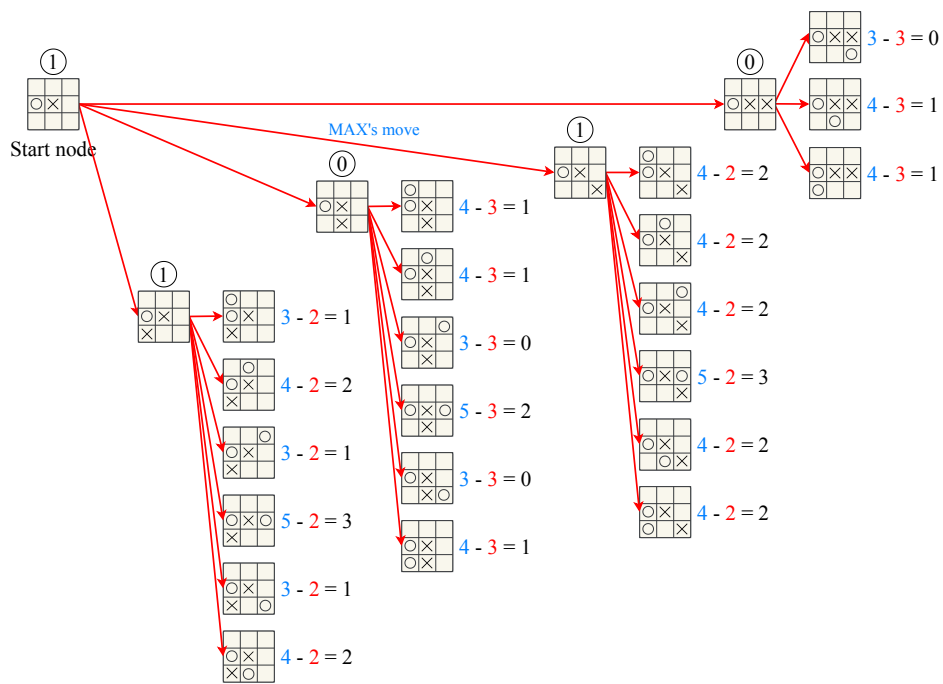 1
Start node
MAX's move
0
3 - 3 = 0
4 - 3 = 1
4 - 3 = 1
1
4 - 2 = 2
4 - 2 = 2
4 - 2 = 2
5 - 2 = 3
4 - 2 = 2
4 - 2 = 2
0
4 - 3 = 1
4 - 3 = 1
3 - 3 = 0
5 - 3 = 2
3 - 3 = 0
4 - 3 = 1
1
3 - 2 = 1
4 - 2 = 2
3 - 2 = 1
5 - 2 = 3
3 - 2 = 1
4 - 2 = 2